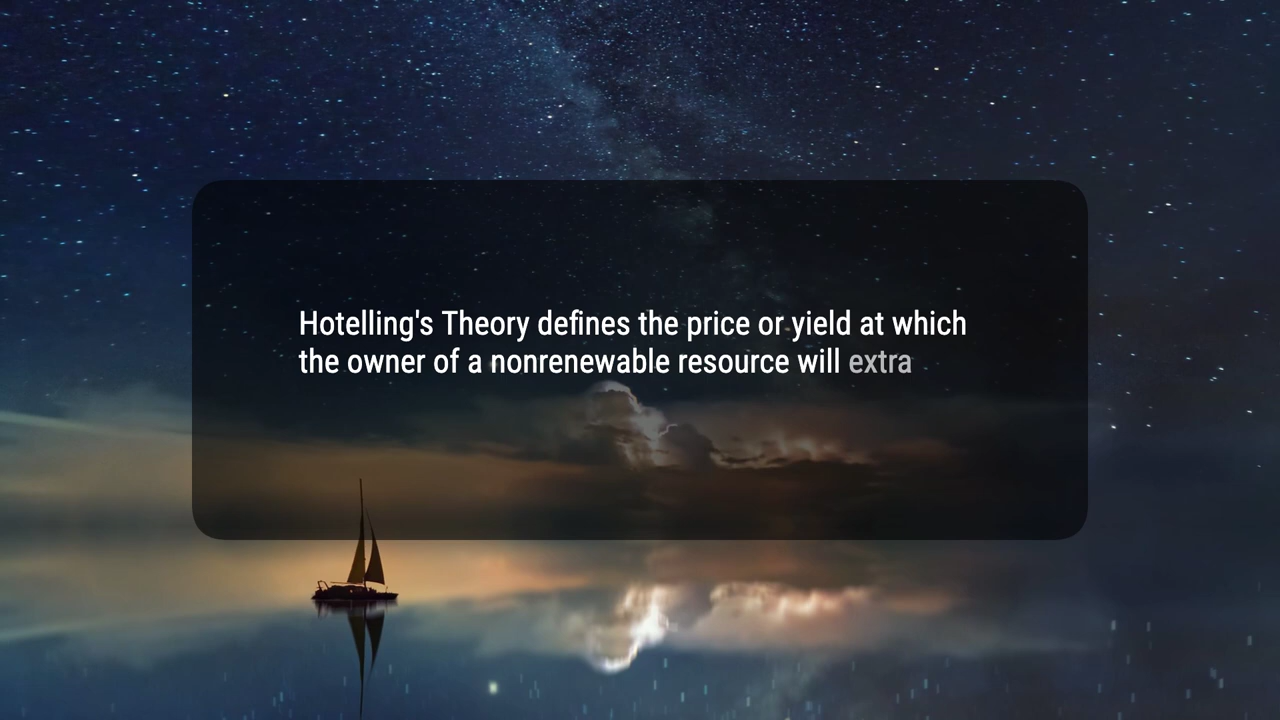 Hotelling's Theory defines the price or yield at which
the owner of a nonrenewable resource will extra